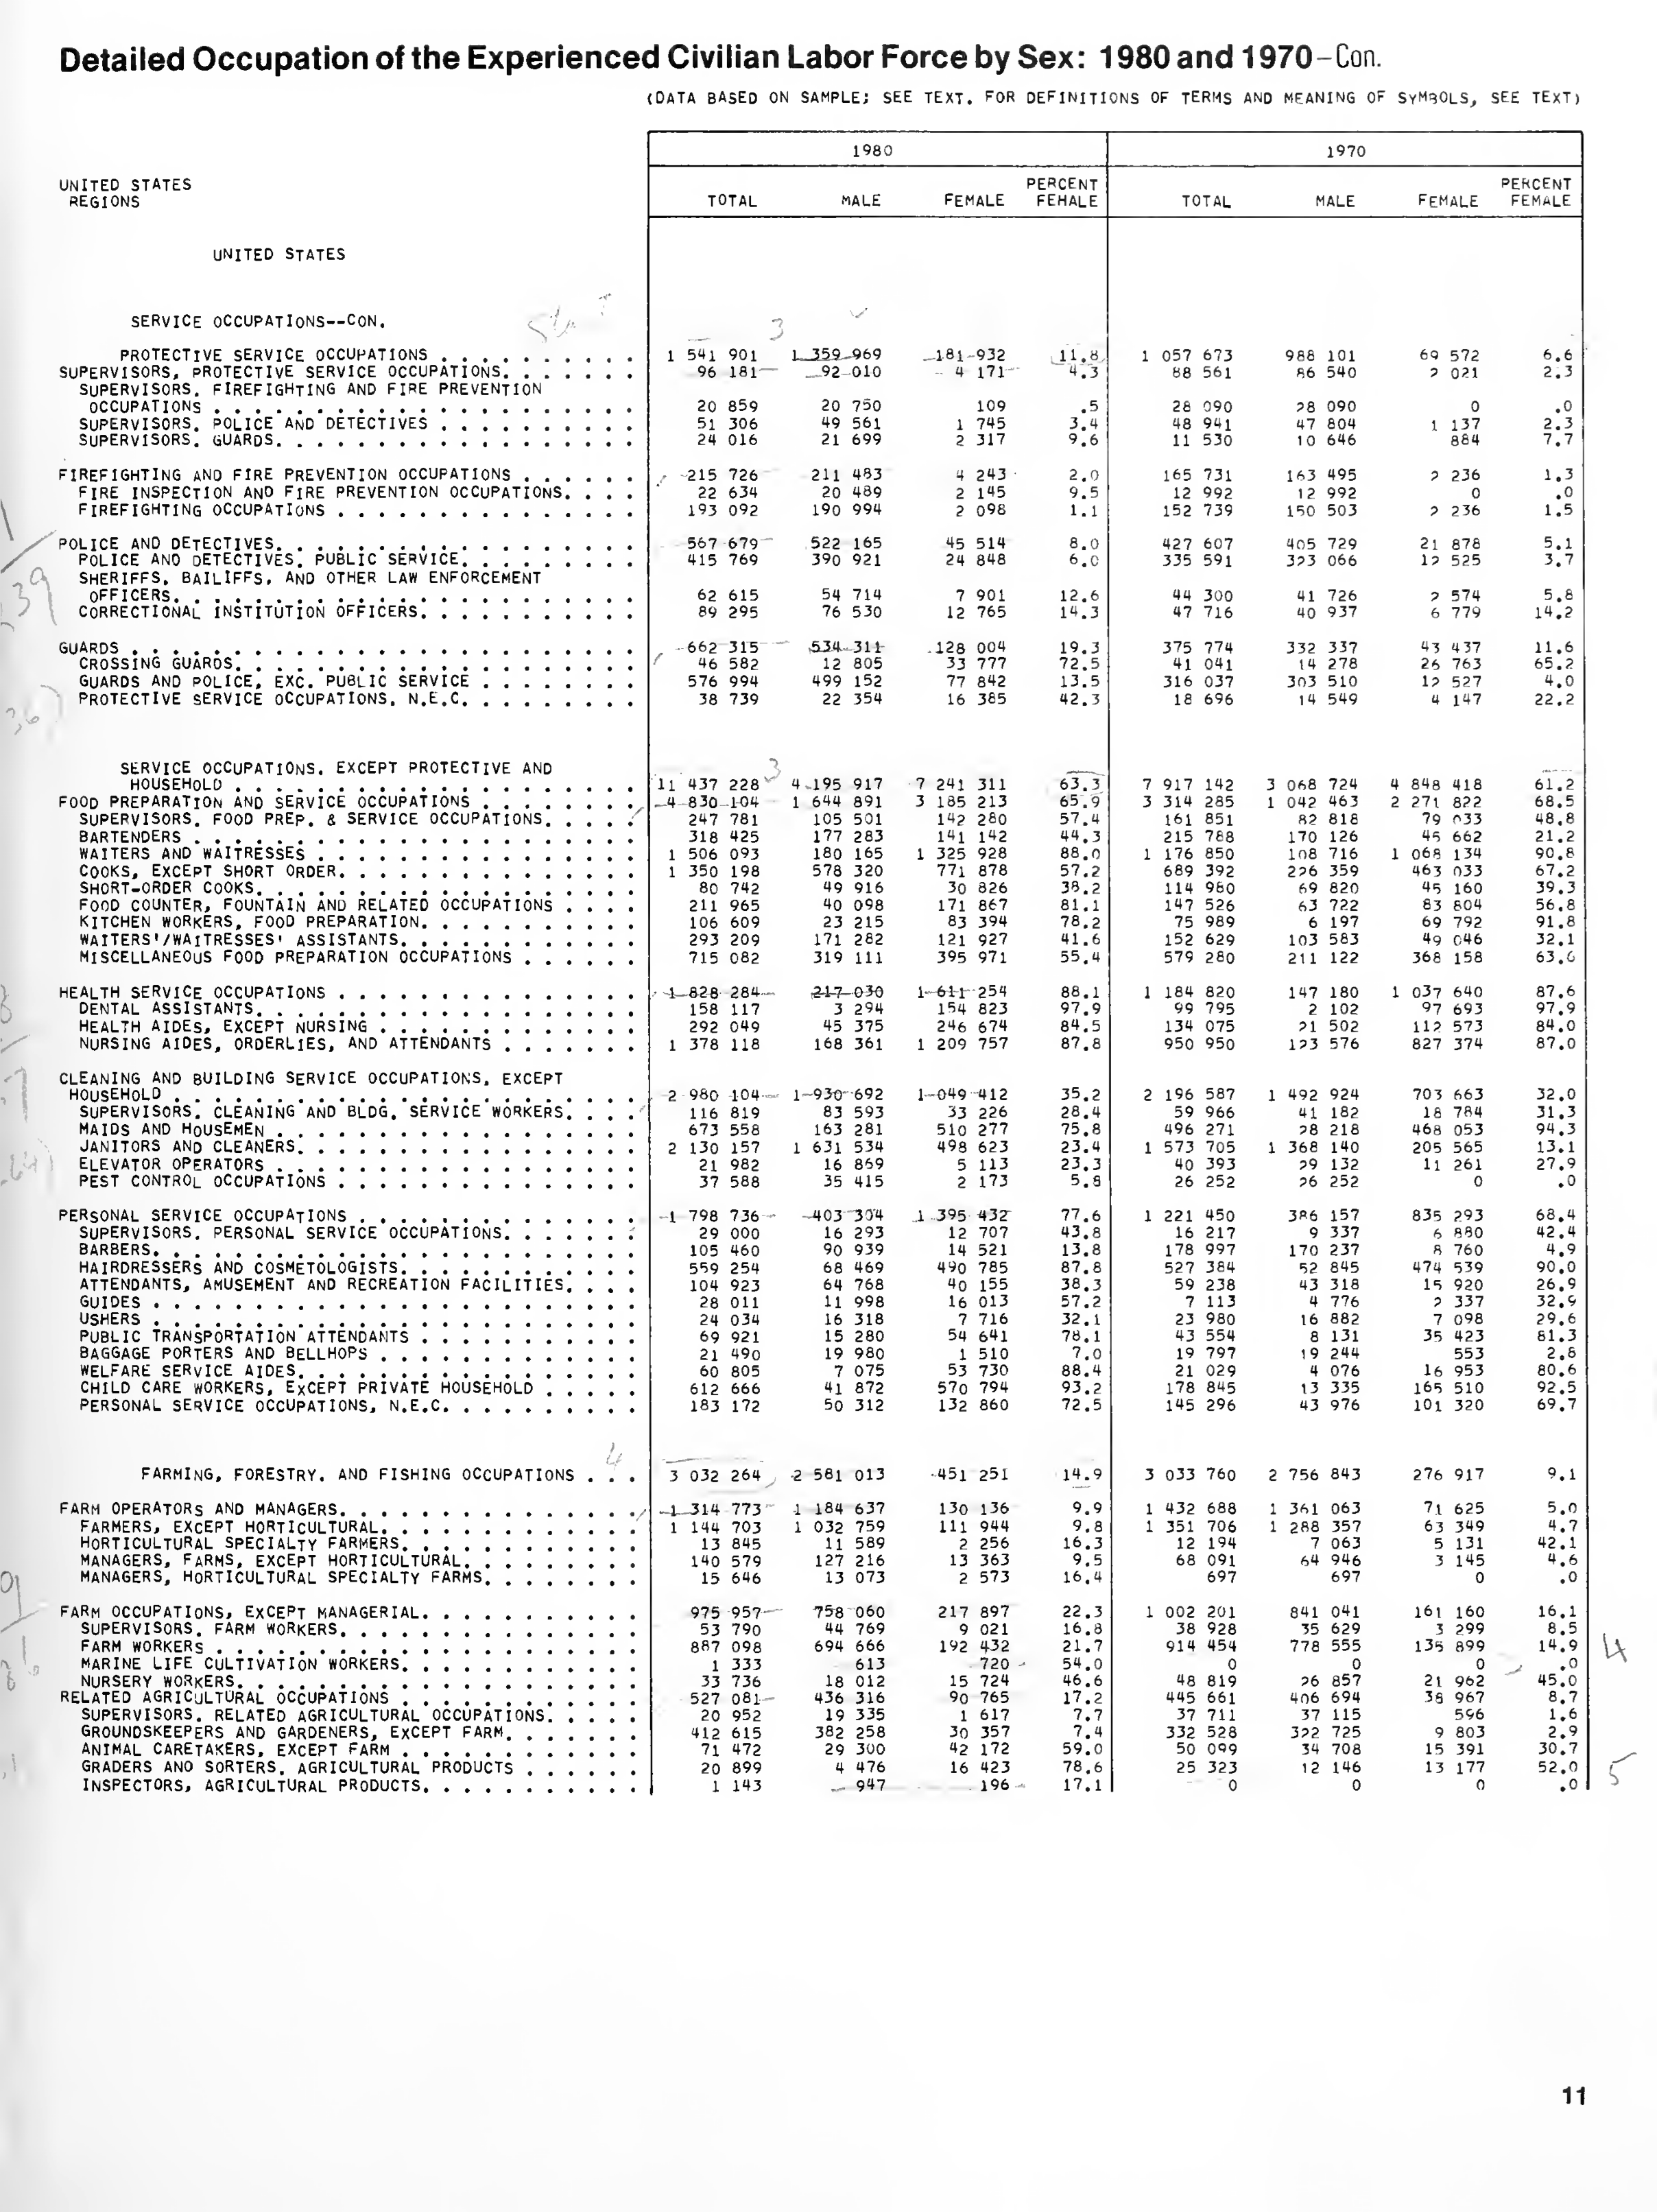 Detailed Occupation of the Experienced Civilian Labor Force by Sex: 1980 and 1970–Con.
(DATA BASED ON SAMPLE; SEE TEXT. FOR DEFINITIONS OF TERMS AND MEANING OF SYMBOLS, SEE TEXT)
1980 1970
UNITED STATES PERCENT PERCENT
REGIONS TOTAL MALE FEMALE FEHALE TOTAL MALE FEMALE FEMALE
UNITED STATES
SERVICE OCCUPATIONS--CON.
3
PROTECTIVE SERVICE OCCUPATIONS . . . . . . . . . . 1 541 901 1 359 969 181 932 11.8 1 057 673 988 101 69 572 6.6
SUPERVISORS, PROTECTIVE SERVICE OCCUPATIONS. . . . . . . 96 181 92 010 4 171 4.3 88 561 86 540 2 021 2.3
SUPERVISORS. FIREFIGHTING AND FIRE PREVENTION
OCCUPATIONS . . . . . . . . . . . . . . . . . . . . . 20 859 20 750 109 .5 28 090 28 090 0 .0
SUPERVISORS. POLICE AND DETECTIVES . . . . . . . . . . 51 306 49 561 1 745 3.4 48 941 47 804 1 137 2.3
SUPERVISORS. GUARDS. . . . . . . . . . . . . . . . . . 24 016 21 699 2 317 9.6 11 530 10 646 884 7.7
FIREFIGHTING AND FIRE PREVENTION OCCUPATIONS . . . . . . 215 726 211 483 4 243 2.0 165 731 163 495 2 236 1.3
FIRE INSPECTION AND FIRE PREVENTION OCCUPATIONS. . . . 22 634 20 489 2 145 9.5 12 992 12 992 0 .0
FIREFIGHTING OCCUPATIONS . . . . . . . . . . . . . . . 193 092 190 994 2 098 1.1 152 739 150 503 2 236 1.5
POLICE AND DETECTIVES. . . . . . . . . . . . . . . . . . 567 679 522 165 45 514 8.0 427 607 405 729 21 878 5.1
POLICE AND DETECTIVES. PUBLIC SERVICE. . . . . . . . . 415 769 390 921 24 848 6.0 335 591 323 066 12 525 3.7
SHERIFFS. BAILIFFS. AND OTHER LAW ENFORCEMENT
OFFICERS. . . . . . . . . . . . . . . . . . . . . . . 62 615 54 714 7 901 12.6 44 300 41 726 2 574 5.8
CORRECTIONAL INSTITUTION OFFICERS. . . . . . . . . . . 89 295 76 530 12 765 14.3 47 716 40 937 6 779 14.2
GUARDS . . . . . . . . . . . . . . . . . . . . . . . . . 662 315 534 311 128 004 19.3 375 774 332 337 43 437 11.6
CROSSING GUARDS. . . . . . . . . . . . . . . . . . . . 46 582 12 805 33 777 72.5 41 041 14 278 26 763 65.2
GUARDS AND POLICE, EXC. PUBLIC SERVICE . . . . . . . . 576 994 499 152 77 842 13.5 316 037 303 510 12 527 4.0
PROTECTIVE SERVICE OCCUPATIONS. N.E.C. . . . . . . . . 38 739 22 354 16 385 42.3 18 696 14 549 4 147 22.2
SERVICE OCCUPATIONS. EXCEPT PROTECTIVE AND 3
HOUSEHOLD . . . . . . . . . . . . . . . . . . . . 11 437 228 4 195 917 7 241 311 63.3 7 917 142 3 068 724 4 848 418 61.2
FOOD PREPARATION AND SERVICE OCCUPATIONS . . . . . . . . 4 830 104 1 644 891 3 185 213 65.9 3 314 285 1 042 463 2 271 822 68.5
SUPERVISORS. FOOD PREP. & SERVICE OCCUPATIONS. . . . . 247 781 105 501 142 280 57.4 161 851 82 818 79 033 48.8
BARTENDERS . . . . . . . . . . . . . . . . . . . . . . 318 425 177 283 141 142 44.3 215 788 170 126 45 662 21.2
WAITERS AND WAITRESSES . . . . . . . . . . . . . . . . 1 506 093 180 165 1 325 928 88.0 1 176 850 108 716 1 068 134 90.8
COOKS, EXCEPT SHORT ORDER. . . . . . . . . . . . . . . 1 350 198 578 320 771 878 57.2 689 392 226 359 463 033 67.2
SHORT-ORDER COOKS. . . . . . . . . . . . . . . . . . . 80 742 49 916 30 826 38.2 114 980 69 820 45 160 39.3
FOOD COUNTER, FOUNTAIN AND RELATED OCCUPATIONS . . . . 211 965 40 098 171 867 81.1 147 526 63 722 83 804 56.8
KITCHEN WORKERS, FOOD PREPARATION. . . . . . . . . . . 106 609 23 215 83 394 78.2 75 989 6 197 69 792 91.8
WAITERS'/WAITRESSES' ASSISTANTS. . . . . . . . . . . . 293 209 171 282 121 927 41.6 152 629 103 583 49 046 32.1
MISCELLANEOUS FOOD PREPARATION OCCUPATIONS . . . . . . 715 082 319 111 395 971 55.4 579 280 211 122 368 158 63.6
HEALTH SERVICE OCCUPATIONS . . . . . . . . . . . . . . . 1 828 284 217 030 1 611 254 88.1 1 184 820 147 180 1 037 640 87.6
DENTAL ASSISTANTS. . . . . . . . . . . . . . . . . . . 158 117 3 294 154 823 97.9 99 795 2 102 97 693 97.9
HEALTH AIDES, EXCEPT NURSING . . . . . . . . . . . . . 292 049 45 375 246 674 84.5 134 075 21 502 112 573 84.0
NURSING AIDES, ORDERLIES, AND ATTENDANTS . . . . . . . 1 378 118 168 361 1 209 757 87.8 950 950 123 576 827 374 87.0
CLEANING AND BUILDING SERVICE OCCUPATIONS. EXCEPT
HOUSEHOLD . . . . . . . . . . . . . . . . . . . . . . . 2 980 104 1 930 692 1 049 412 35.2 2 196 587 1 492 924 703 663 32.0
SUPERVISORS. CLEANING AND BLDG. SERVICE WORKERS. . . . 116 819 83 593 33 226 28.4 59 966 41 182 18 784 31.3
MAIDS AND HOUSEMEN . . . . . . . . . . . . . . . . . . 673 558 163 281 510 277 75.8 496 271 28 218 468 053 94.3
JANITORS AND CLEANERS. . . . . . . . . . . . . . . . . 2 130 157 1 631 534 498 623 23.4 1 573 705 1 368 140 205 565 13.1
ELEVATOR OPERATORS . . . . . . . . . . . . . . . . . . 21 982 16 869 5 113 23.3 40 393 29 132 11 261 27.9
PEST CONTROL OCCUPATIONS . . . . . . . . . . . . . . . 37 588 35 415 2 173 5.8 26 252 26 252 0 .0
PERSONAL SERVICE OCCUPATIONS . . . . . . . . . . . . . . 1 798 736 403 304 1 395 432 77.6 1 221 450 386 157 835 293 68.4
SUPERVISORS. PERSONAL SERVICE OCCUPATIONS. . . . . . . 29 000 16 293 12 707 43.8 16 217 9 337 6 880 42.4
BARBERS. . . . . . . . . . . . . . . . . . . . . . . . 105 460 90 939 14 521 13.8 178 997 170 237 8 760 4.9
HAIRDRESSERS AND COSMETOLOGISTS. . . . . . . . . . . . 559 254 68 469 490 785 87.8 527 384 52 845 474 539 90.0
ATTENDANTS, AMUSEMENT AND RECREATION FACILITIES. . . . 104 923 64 768 40 155 38.3 59 238 43 318 15 920 26.9
GUIDES . . . . . . . . . . . . . . . . . . . . . . . . 28 011 11 998 16 013 57.2 7 113 4 776 2 337 32.9
USHERS . . . . . . . . . . . . . . . . . . . . . . . . 24 034 16 318 7 716 32.1 23 980 16 882 7 098 29.6
PUBLIC TRANSPORTATION ATTENDANTS . . . . . . . . . . . 69 921 15 280 54 641 78.1 43 554 8 131 35 423 81.3
BAGGAGE PORTERS AND BELLHOPS . . . . . . . . . . . . . 21 490 19 980 1 510 7.0 19 797 19 244 553 2.8
WELFARE SERVICE AIDES. . . . . . . . . . . . . . . . . 60 805 7 075 53 730 88.4 21 029 4 076 16 953 80.6
CHILD CARE WORKERS, EXCEPT PRIVATE HOUSEHOLD . . . . . 612 666 41 872 570 794 93.2 178 845 13 335 165 510 92.5
PERSONAL SERVICE OCCUPATIONS, N.E.C. . . . . . . . . . 183 172 50 312 132 860 72.5 145 296 43 976 101 320 69.7
4
FARMING, FORESTRY. AND FISHING OCCUPATIONS . . . 3 032 264 2 581 013 451 251 14.9 3 033 760 2 756 843 276 917 9.1
FARM OPERATORS AND MANAGERS. . . . . . . . . . . . . . . 1 314 773 1 184 637 130 136 9.9 1 432 688 1 361 063 71 625 5.0
FARMERS, EXCEPT HORTICULTURAL. . . . . . . . . . . . . 1 144 703 1 032 759 111 944 9.8 1 351 706 1 288 357 63 349 4.7
HORTICULTURAL SPECIALTY FARMERS. . . . . . . . . . . . 13 845 11 589 2 256 16.3 12 194 7 063 5 131 42.1
MANAGERS, FARMS, EXCEPT HORTICULTURAL. . . . . . . . . 140 579 127 216 13 363 9.5 68 091 64 946 3 145 4.6
MANAGERS, HORTICULTURAL SPECIALTY FARMS. . . . . . . . 15 646 13 073 2 573 16.4 697 697 0 .0
FARM OCCUPATIONS, EXCEPT MANAGERIAL. . . . . . . . . . . 975 957 758 060 217 897 22.3 1 002 201 841 041 161 160 16.1
SUPERVISORS. FARM WORKERS. . . . . . . . . . . . . . . 53 790 44 769 9 021 16.8 38 928 35 629 3 299 8.5
FARM WORKERS . . . . . . . . . . . . . . . . . . . . . 887 098 694 666 192 432 21.7 914 454 778 555 135 899 14.9 4
MARINE LIFE CULTIVATION WORKERS. . . . . . . . . . . . 1 333 613 720 54.0 0 0 0 .0
NURSERY WORKERS. . . . . . . . . . . . . . . . . . . . 33 736 18 012 15 724 46.6 48 819 26 857 21 962 45.0
RELATED AGRICULTURAL OCCUPATIONS . . . . . . . . . . . . 527 081 436 316 90 765 17.2 445 661 406 694 38 967 8.7
SUPERVISORS. RELATED AGRICULTURAL OCCUPATIONS. . . . . 20 952 19 335 1 617 7.7 37 711 37 115 596 1.6
GROUNDSKEEPERS AND GARDENERS, EXCEPT FARM. . . . . . . 412 615 382 258 30 357 7.4 332 528 322 725 9 803 2.9
ANIMAL CARETAKERS, EXCEPT FARM . . . . . . . . . . . . 71 472 29 300 42 172 59.0 50 099 34 708 15 391 30.7
GRADERS AND SORTERS. AGRICULTURAL PRODUCTS . . . . . . 20 899 4 476 16 423 78.6 25 323 12 146 13 177 52.0 5
INSPECTORS, AGRICULTURAL PRODUCTS. . . . . . . . . . . 1 143 947 196 17.1 0 0 0 .0
11